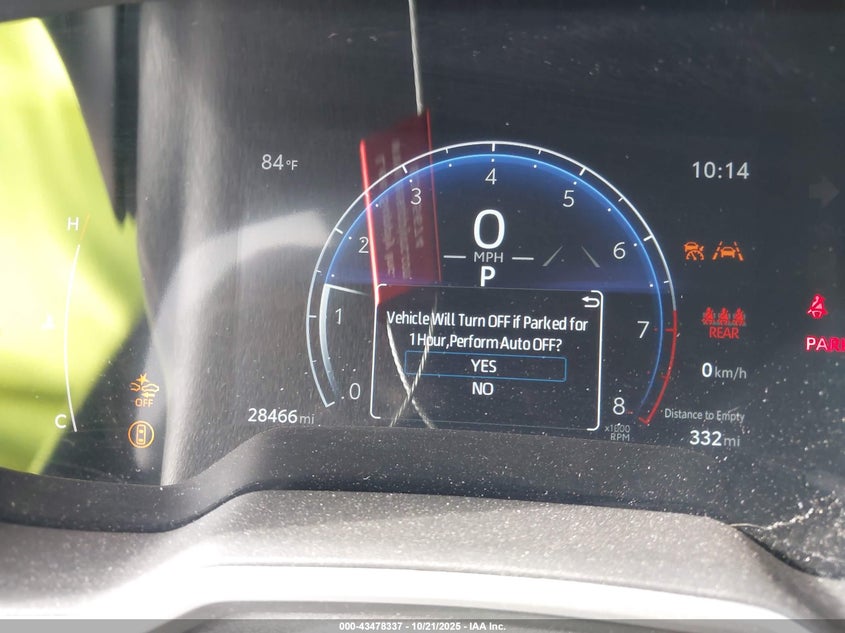 84°F
10:14
H
C
OFF
28466 mi
0
1
2
3
4
5
6
7
8
x1000
RPM
0
MPH
P
Vehicle Will Turn OFF if Parked for
1 Hour,Perform Auto OFF?
YES
NO
REAR
PARK
0 km/h
Distance to Empty
332 mi
000-43478337 - 10/21/2025 - IAA Inc.